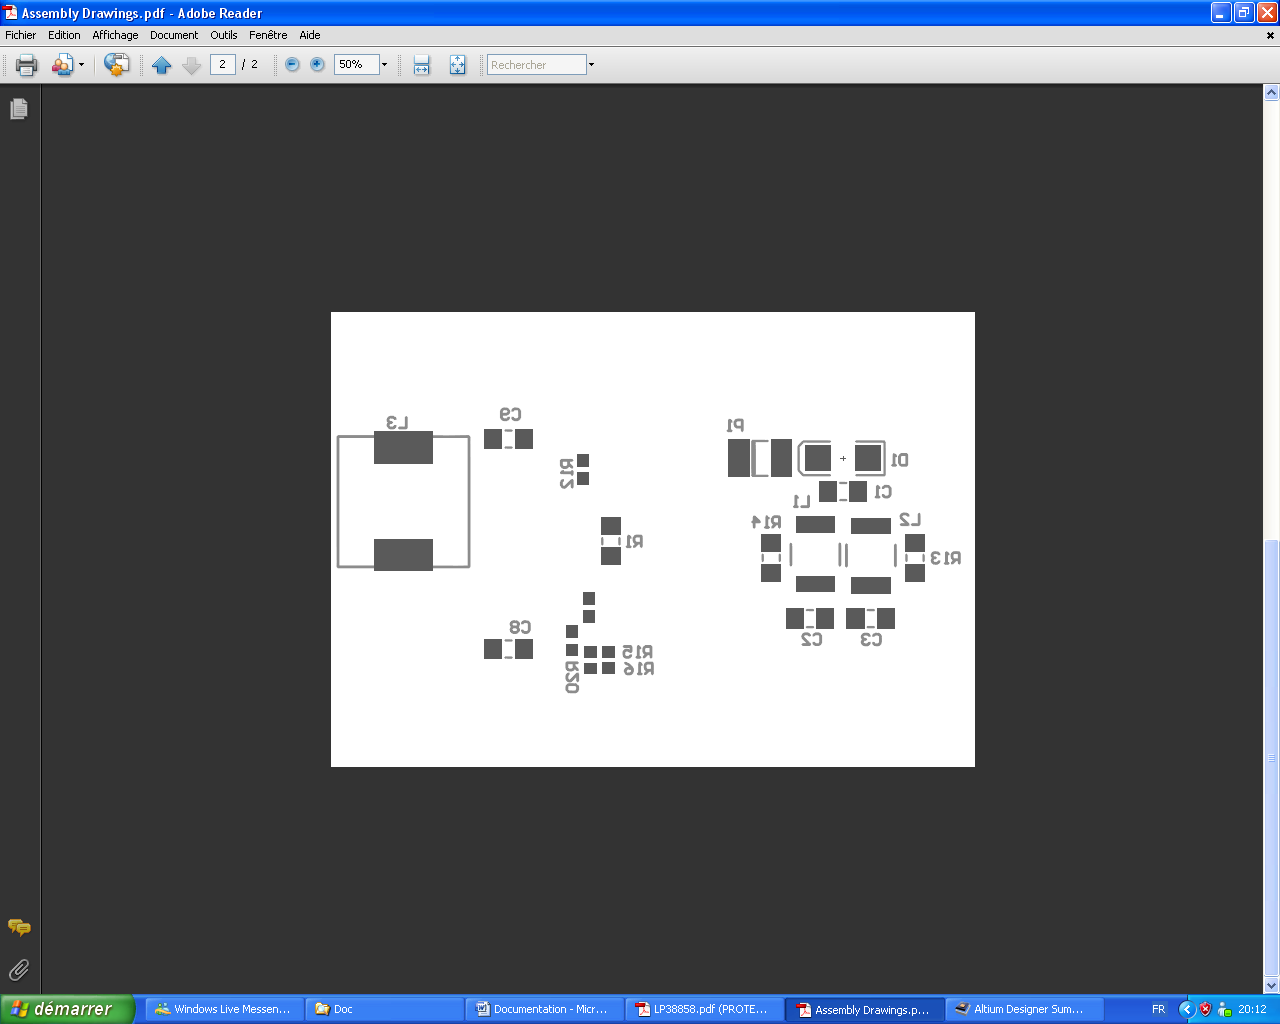 Assembly Drawings.pdf - Adobe Reader
Fichier Edition Affichage Document Outils Fenêtre Aide
2 / 2 50% Rechercher
L3
C9
P1
R12
D1
C1
L1
R14
L2
R1
R13
C8
C2
C3
R15
R16
R20
démarrer Windows Live Messen... Doc Documentation - Micr... LP38858.pdf (PROTE... Assembly Drawings.p... Altium Designer Sum... FR 20:12